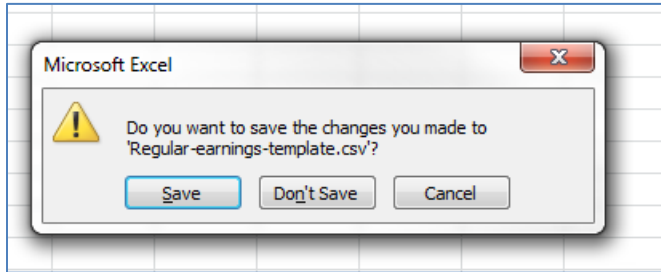 Microsoft Excel
Do you want to save the changes you made to
'Regular-earnings-template.csv'?
Save
Don't Save
Cancel